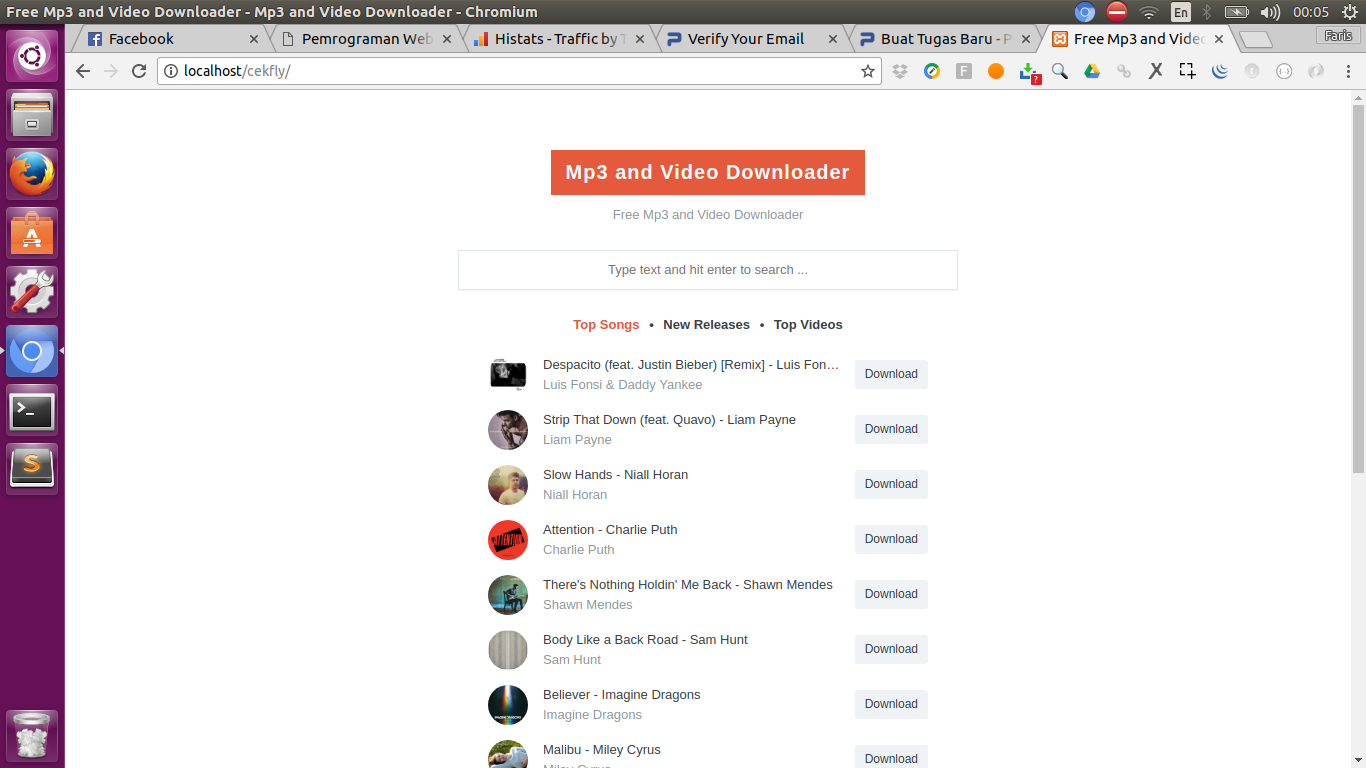 Free Mp3 and Video Downloader - Mp3 and Video Downloader - Chromium
En
00:05
Facebook
Pemrograman Web
Histats - Traffic by T
Verify Your Email
Buat Tugas Baru - P
Free Mp3 and Vide
Faris
localhost/cekfly/
Mp3 and Video Downloader
Free Mp3 and Video Downloader
Type text and hit enter to search ...
Top Songs • New Releases • Top Videos
Despacito (feat. Justin Bieber) [Remix] - Luis Fon…
Luis Fonsi & Daddy Yankee
Download
Strip That Down (feat. Quavo) - Liam Payne
Liam Payne
Download
Slow Hands - Niall Horan
Niall Horan
Download
Attention - Charlie Puth
Charlie Puth
Download
There's Nothing Holdin' Me Back - Shawn Mendes
Shawn Mendes
Download
Body Like a Back Road - Sam Hunt
Sam Hunt
Download
Believer - Imagine Dragons
Imagine Dragons
Download
Malibu - Miley Cyrus
Miley Cyrus
Download